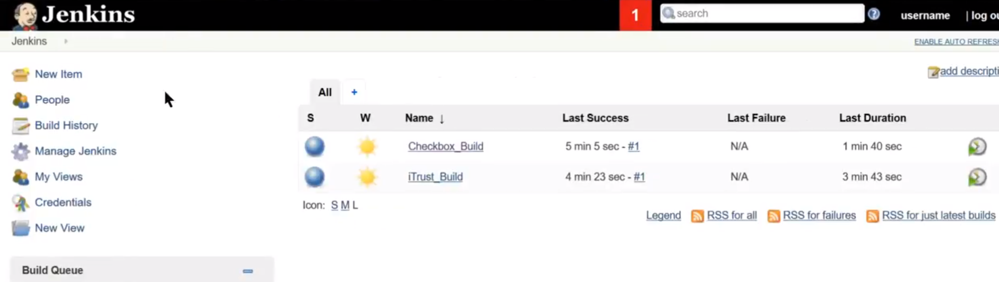 Jenkins
1
search
username
| log ou
Jenkins
ENABLE AUTO REFRESH
add descripti
New Item
People
Build History
Manage Jenkins
My Views
Credentials
New View
Build Queue
All
+
S W Name ↓ Last Success Last Failure Last Duration
Checkbox_Build 5 min 5 sec - #1 N/A 1 min 40 sec
iTrust_Build 4 min 23 sec - #1 N/A 3 min 43 sec
Icon: S M L
Legend RSS for all RSS for failures RSS for just latest builds